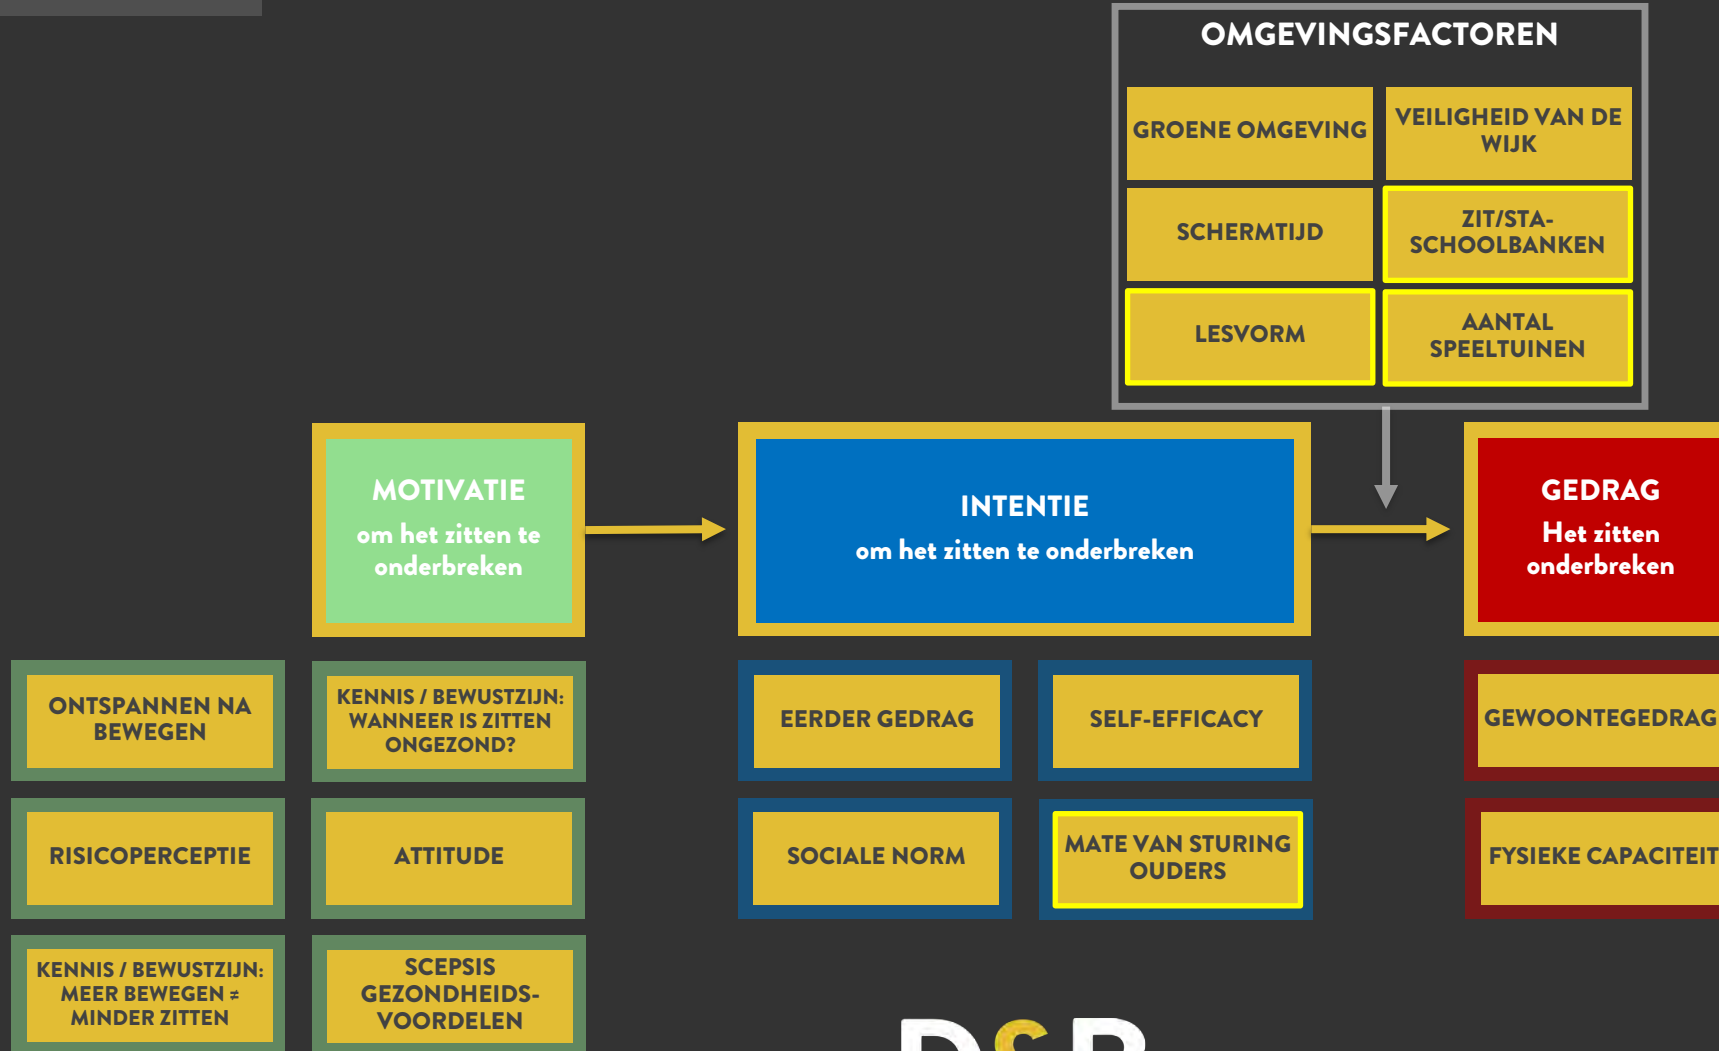 OMGEVINGSFACTOREN
GROENE OMGEVING
VEILIGHEID VAN DE
WIJK
SCHERMTIJD
ZIT/STA-
SCHOOLBANKEN
LESVORM
AANTAL
SPEELTUINEN
MOTIVATIE
om het zitten te
onderbreken
INTENTIE
om het zitten te onderbreken
GEDRAG
Het zitten
onderbreken
ONTSPANNEN NA
BEWEGEN
KENNIS / BEWUSTZIJN:
WANNEER IS ZITTEN
ONGEZOND?
EERDER GEDRAG
SELF-EFFICACY
GEWOONTEGEDRAG
RISICOPERCEPTIE
ATTITUDE
SOCIALE NORM
MATE VAN STURING
OUDERS
FYSIEKE CAPACITEIT
KENNIS / BEWUSTZIJN:
MEER BEWEGEN ≠
MINDER ZITTEN
SCEPSIS
GEZONDHEIDS-
VOORDELEN